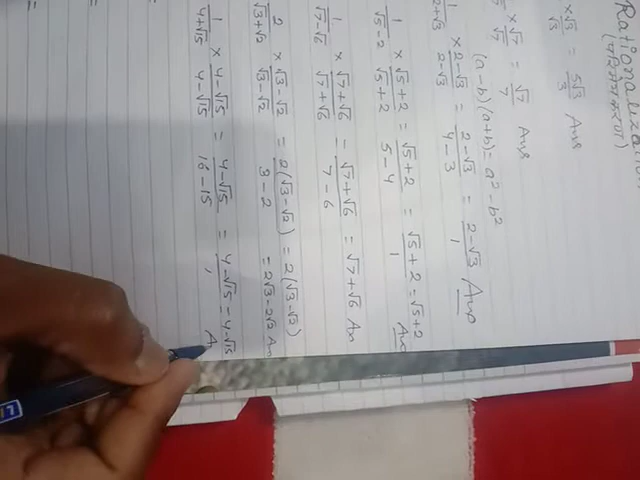 Rationalization
(परिमेयकरण)
× √3/√3 = 5√3/3 Ans
× √7/√7 = √7/7 Ans
(a-b)(a+b) = a²-b²
1/2+√3 × 2-√3/2-√3 = 2-√3/4-3 = 2-√3/1 Ans
1/√5-2 × √5+2/√5+2 = √5+2/5-4 = √5+2/1 = √5+2 Ans
1/√7-√6 × √7+√6/√7+√6 = √7+√6/7-6 = √7+√6 An
2/√3+√2 × √3-√2/√3-√2 = 2(√3-√2)/3-2 = 2(√3-√2) = 2√3-2√2 An
1/4+√15 × 4-√15/4-√15 = 4-√15/16-15 = 4-√15/1 = 4-√15 A